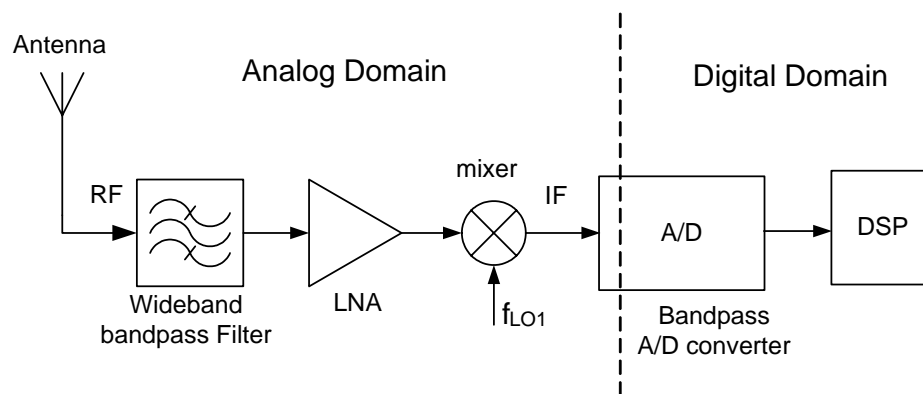 Antenna
Analog Domain
Digital Domain
mixer
RF
IF
A/D
DSP
LNA
Wideband
bandpass Filter
fLO1
Bandpass
A/D converter